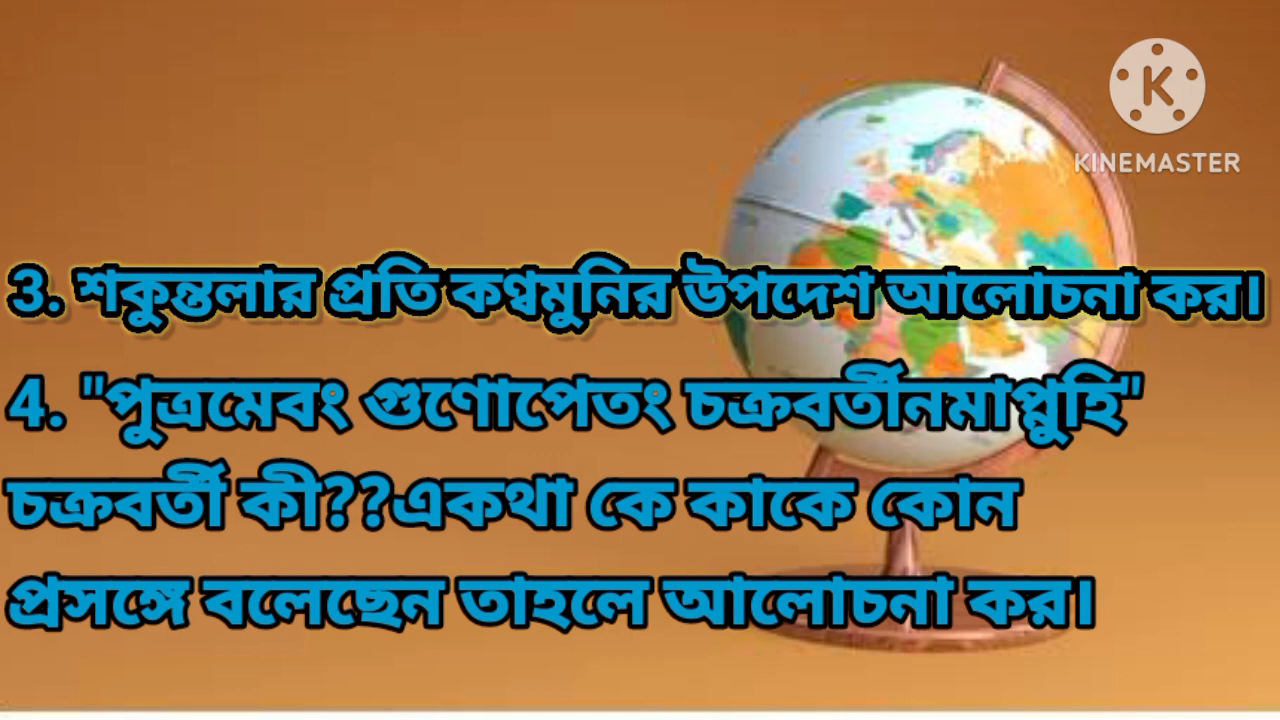 K
KINEMASTER
3. শকুন্তলার প্রতি কণ্বমুনির উপদেশ আলোচনা কর।
4. "পুত্রমেবং গুণোপেতং চক্রবর্তীনমাপ্নুহি"
চক্রবর্তী কী??একথা কে কাকে কোন
প্রসঙ্গে বলেছেন তাহলে আলোচনা কর।